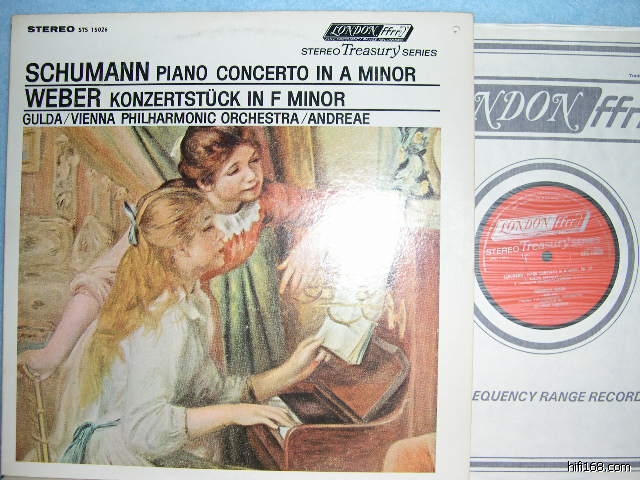 STEREO STS 15026
LONDON ffrr
STEREO Treasury SERIES
SCHUMANN PIANO CONCERTO IN A MINOR
WEBER KONZERTSTÜCK IN F MINOR
GULDA/VIENNA PHILHARMONIC ORCHESTRA/ANDREAE
LONDON ffrr
LONDON ffrr
STEREO Treasury SERIES
EQUENCY RANGE RECORD
hifi168.com